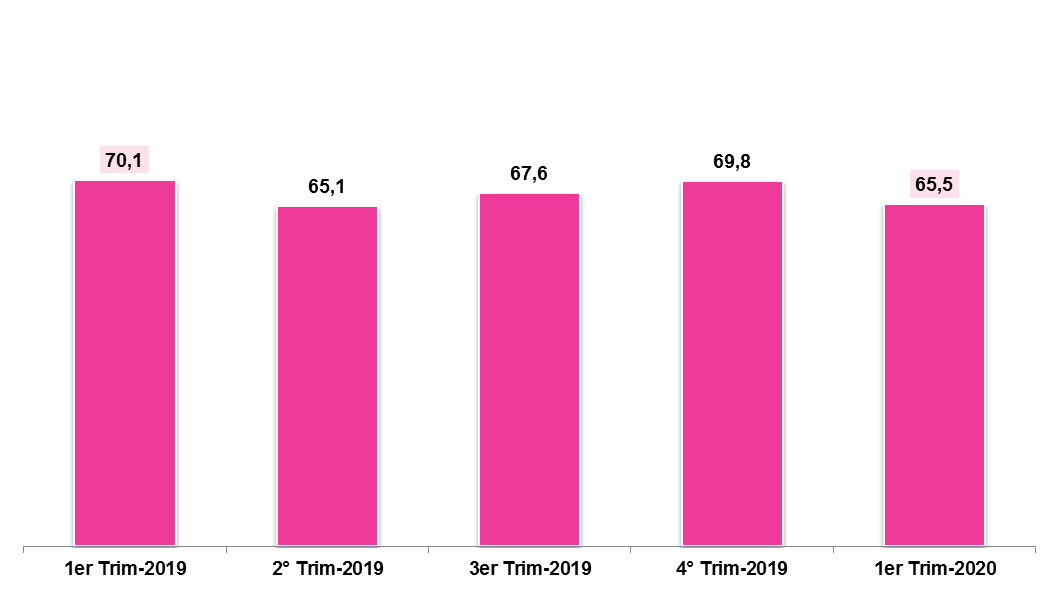 70,1
65,1
67,6
69,8
65,5
1er Trim-2019
2° Trim-2019
3er Trim-2019
4° Trim-2019
1er Trim-2020